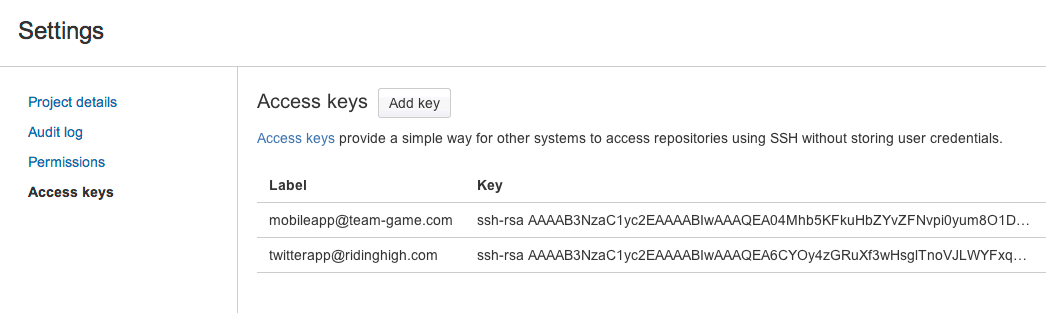 Settings
Project details
Audit log
Permissions
Access keys
Access keys Add key
Access keys provide a simple way for other systems to access repositories using SSH without storing user credentials.
Label Key
mobileapp@team-game.com ssh-rsa AAAAB3NzaC1yc2EAAAABIwAAAQEA04Mhb5KFkuHbZYvZFNvpi0yum8O1D…
twitterapp@ridinghigh.com ssh-rsa AAAAB3NzaC1yc2EAAAABIwAAAQEA6CYOy4zGRuXf3wHsglTnoVJLWYFxq…